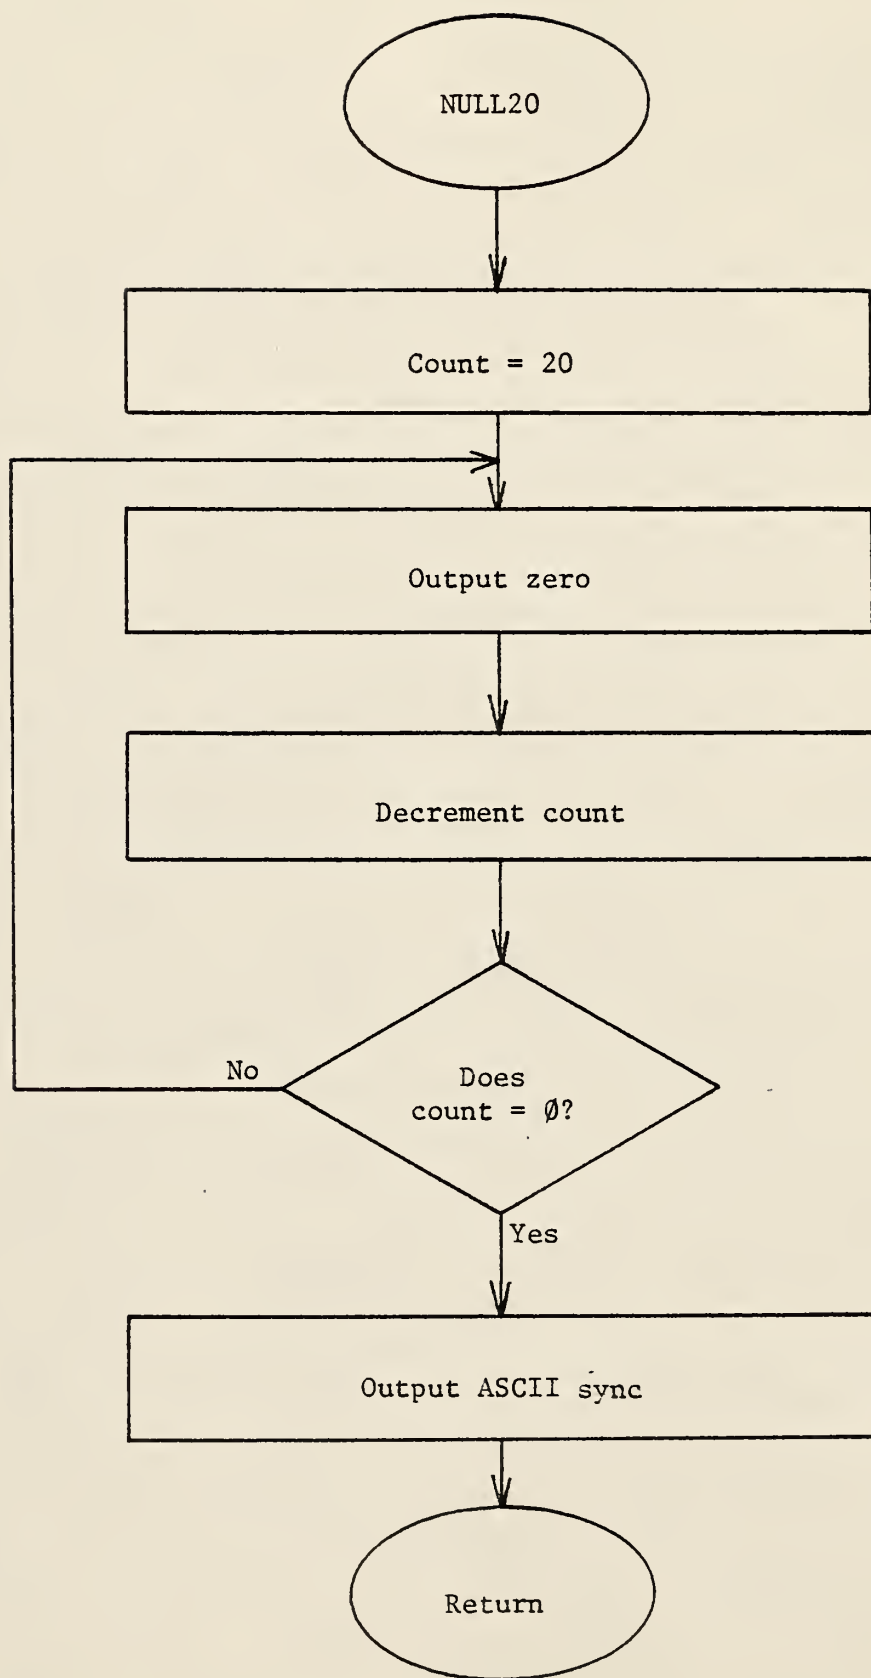 NULL20
Count = 20
Output zero
Decrement count
No
Does
count = Ø?
Yes
Output ASCII sync
Return